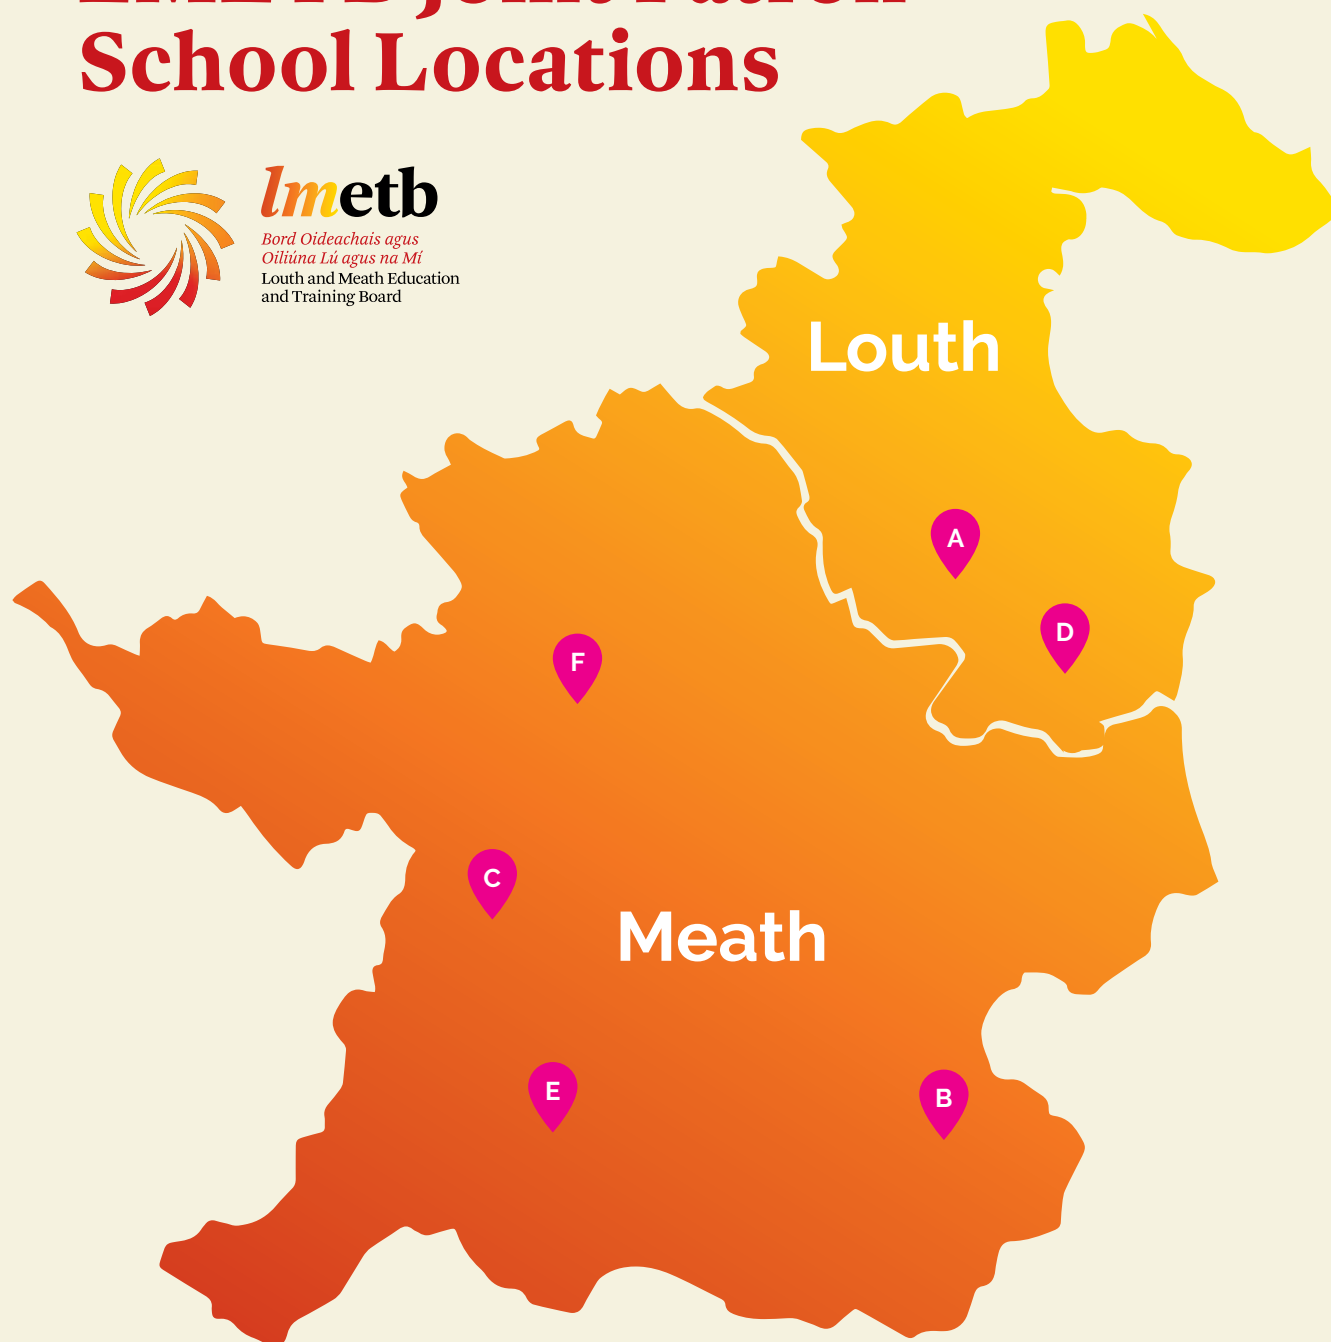 School Locations
lmetb
Bord Oideachais agus
Oiliúna Lú agus na Mí
Louth and Meath Education
and Training Board
Louth
A
D
F
C
Meath
E
B